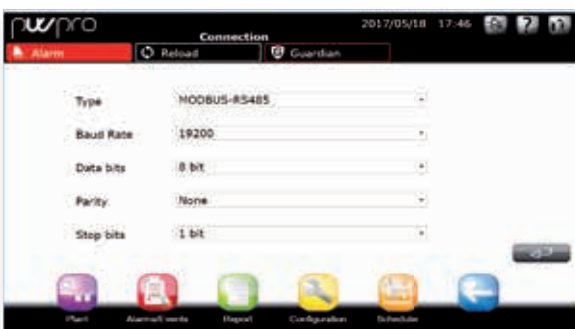 pwpro
Connection
2017/05/18 17:46
Alarm
Reload
Guardian
Type MODBUS-RS485
Baud Rate 19200
Data bits 8 bit
Parity None
Stop bits 1 bit
Plant Alarms/Events Report Configuration Scheduler